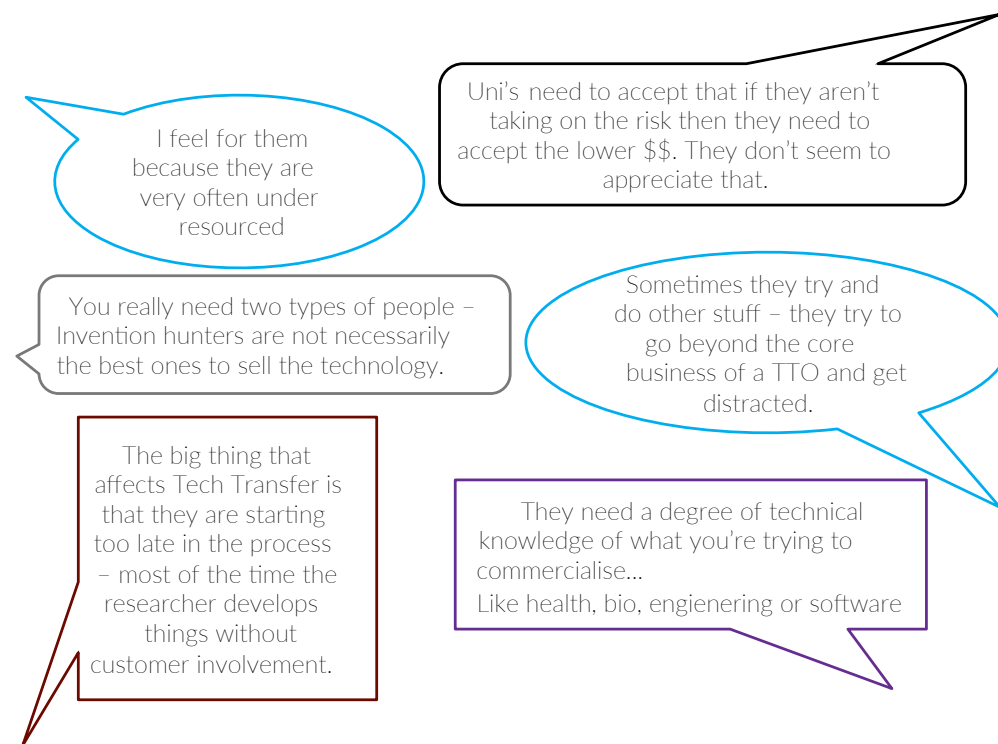 I feel for them
because they are
very often under
resourced
Uni's need to accept that if they aren't
taking on the risk then they need to
accept the lower $$. They don't seem to
appreciate that.
You really need two types of people –
Invention hunters are not necessarily
the best ones to sell the technology.
Sometimes they try and
do other stuff – they try to
go beyond the core
business of a TTO and get
distracted.
The big thing that
affects Tech Transfer is
that they are starting
too late in the process
– most of the time the
researcher develops
things without
customer involvement.
They need a degree of technical
knowledge of what you're trying to
commercialise...
Like health, bio, engienering or software